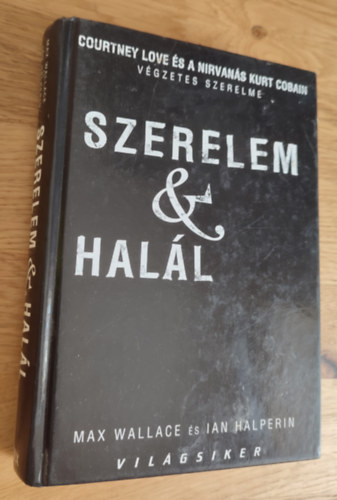 COURTNEY LOVE ÉS A NIRVANÁS KURT COBAIN
VÉGZETES SZERELME
SZERELEM
&
HALÁL
MAX WALLACE ÉS IAN HALPERIN
VILÁGSIKER
SZERELEM & HALÁL